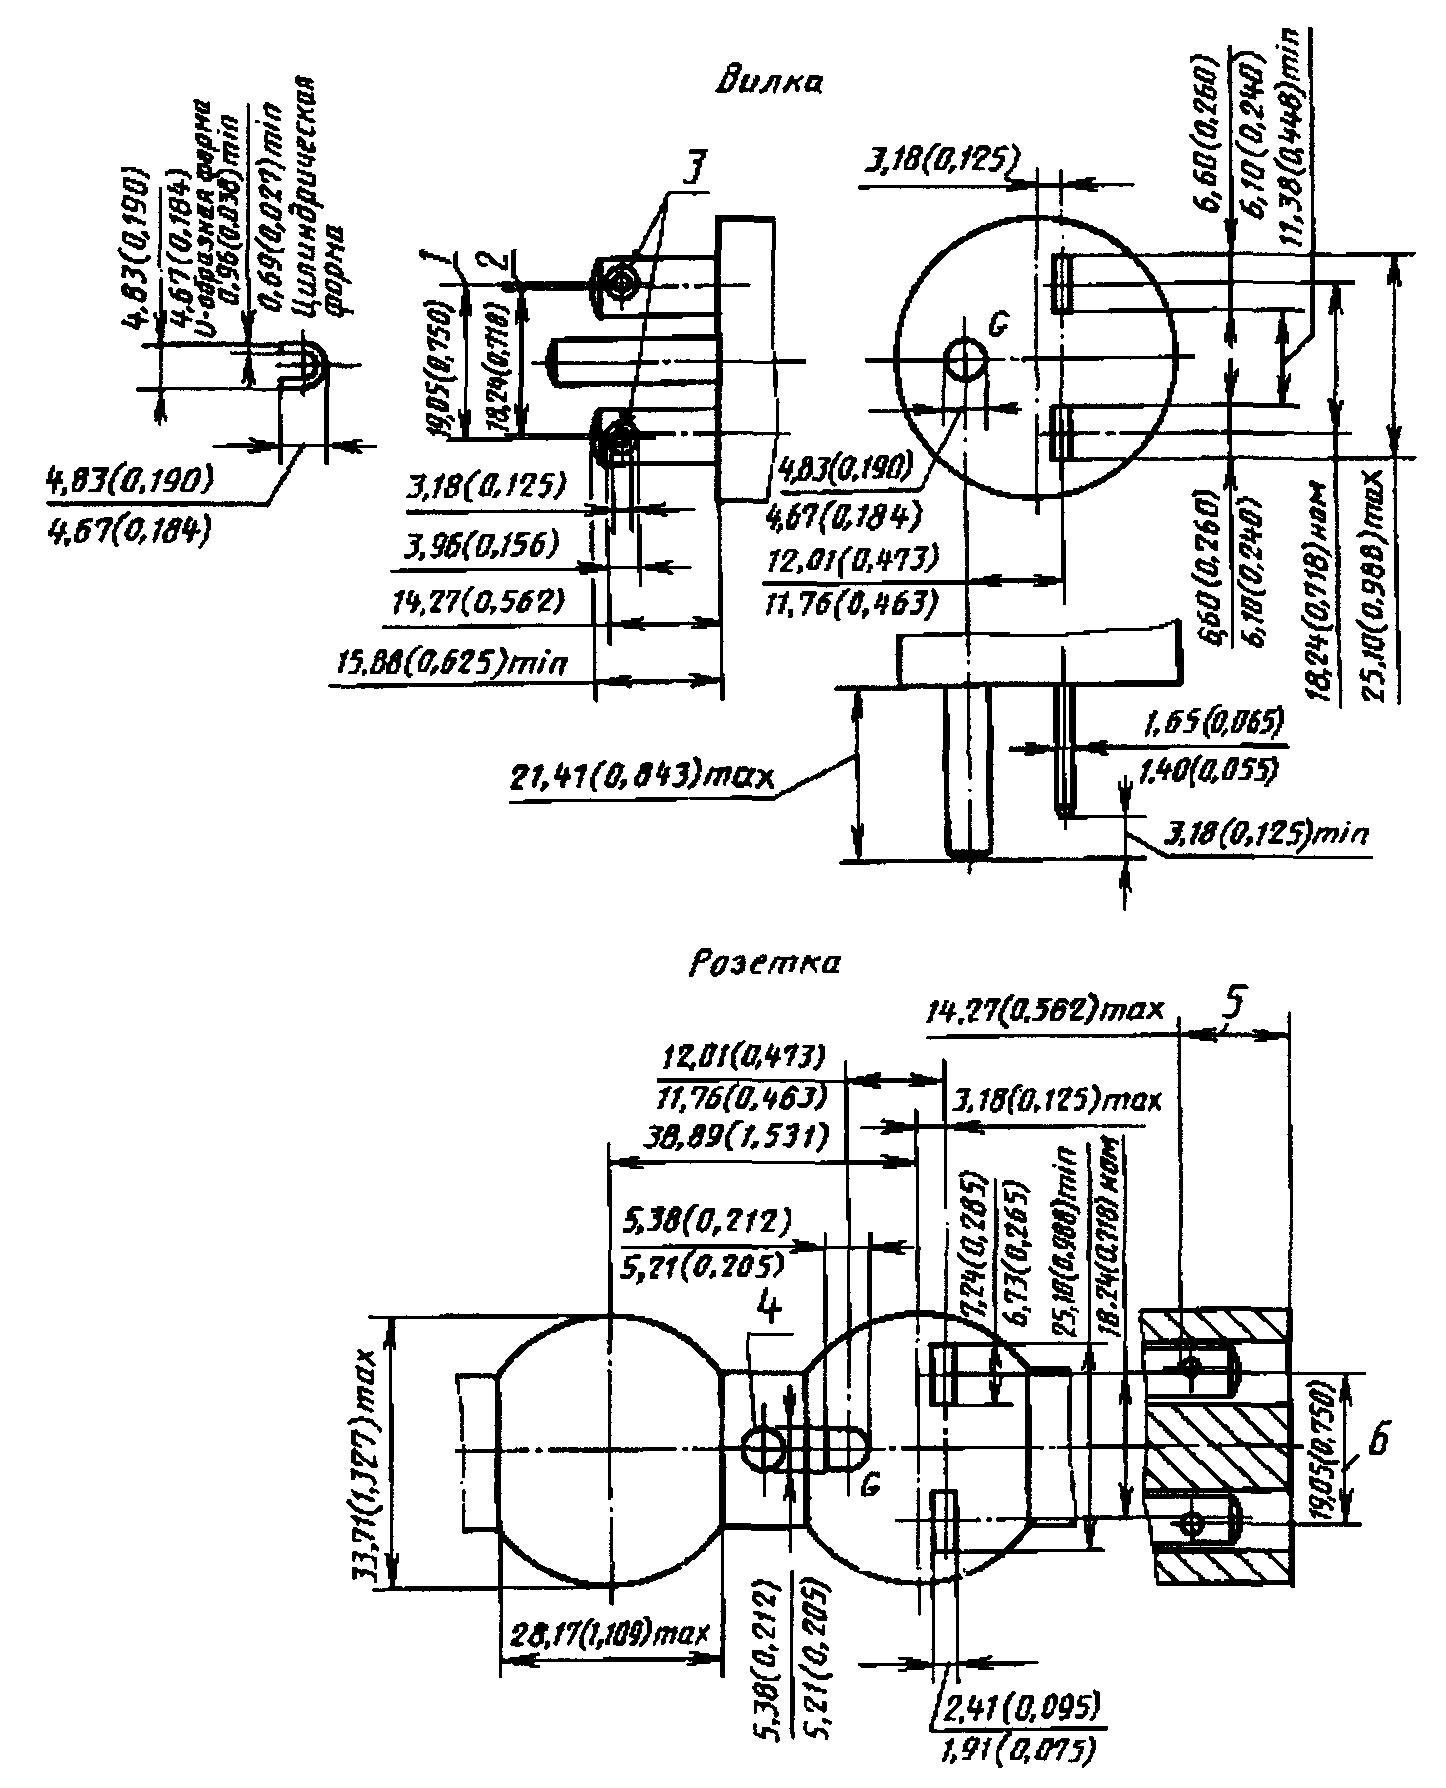 Вилка
4,83(0,190)
4,67(0,184)
U-образная форма
0,96(0,038)min
0,69(0,027)min
Цилиндрическая
форма
4,83(0,190)
4,67(0,184)
3
1
2
19,05(0,750)
18,24(0,718)
3,18(0,125)
3,96(0,156)
14,27(0,562)
15,88(0,625)min
3,18(0,125)
G
4,83(0,190)
4,67(0,184)
12,01(0,473)
11,76(0,463)
6,60(0,260)
6,10(0,240)
11,38(0,448)min
6,60(0,260)
6,10(0,240)
18,24(0,718)ном
25,10(0,988)max
21,41(0,843)max
1,65(0,065)
1,40(0,055)
3,18(0,125)min
Розетка
14,27(0,562)max
5
12,01(0,473)
11,76(0,463)
3,18(0,125)max
38,89(1,531)
5,38(0,212)
5,21(0,205)
4
7,24(0,285)
6,73(0,265)
25,10(0,988)min
18,24(0,718)ном
33,71(1,327)max
G
19,05(0,750)
6
28,17(1,109)max
5,38(0,212)
5,21(0,205)
2,41(0,095)
1,91(0,075)